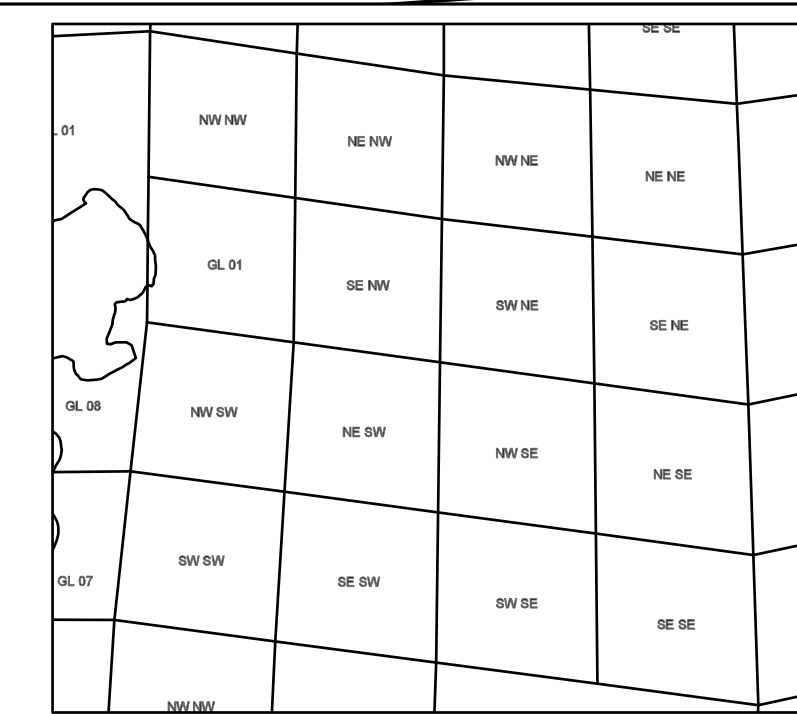 SE SE
NW NW
01
NE NW
NW NE
NE NE
GL 01
SE NW
SW NE
SE NE
GL 08
NW SW
NE SW
NW SE
NE SE
SW SW
GL 07
SE SW
SW SE
SE SE
NW NW